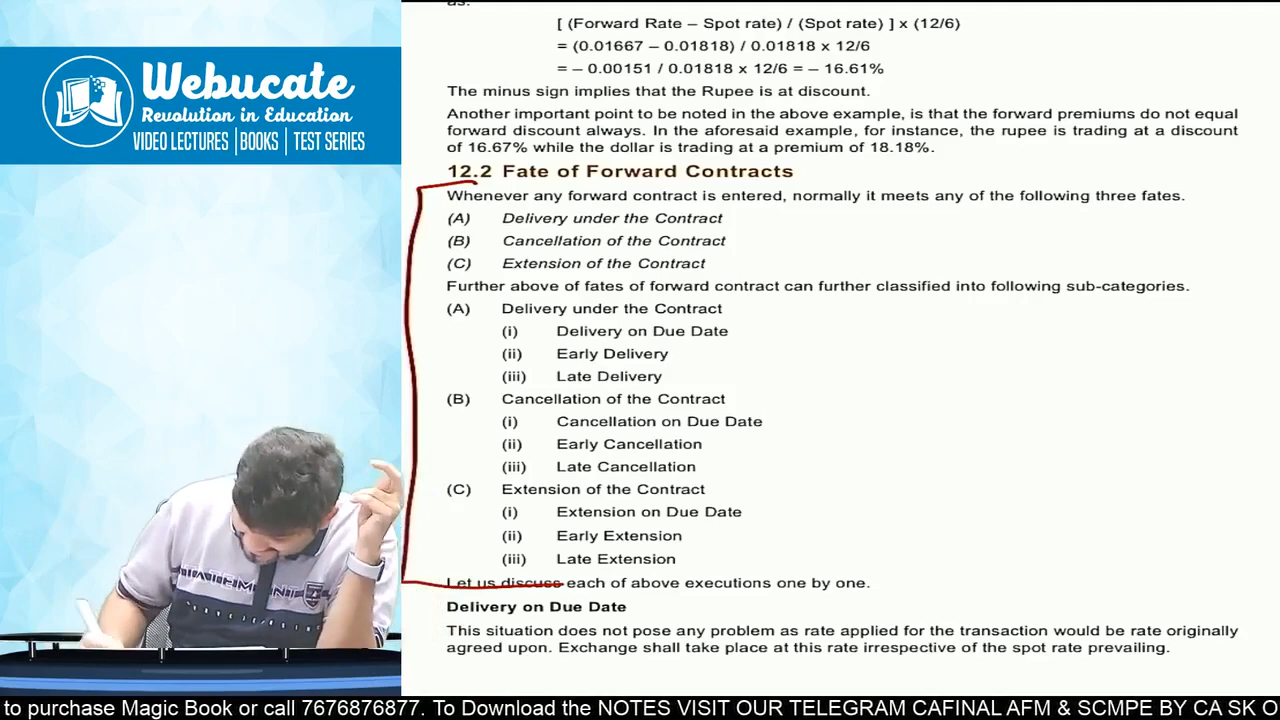 Webucate
Revolution in Education
VIDEO LECTURES | BOOKS | TEST SERIES
as:
[ (Forward Rate – Spot rate) / (Spot rate) ] x (12/6)
= (0.01667 – 0.01818) / 0.01818 x 12/6
= – 0.00151 / 0.01818 x 12/6 = – 16.61%
The minus sign implies that the Rupee is at discount.
Another important point to be noted in the above example, is that the forward premiums do not equal
forward discount always. In the aforesaid example, for instance, the rupee is trading at a discount
of 16.67% while the dollar is trading at a premium of 18.18%.
12.2 Fate of Forward Contracts
Whenever any forward contract is entered, normally it meets any of the following three fates.
(A) Delivery under the Contract
(B) Cancellation of the Contract
(C) Extension of the Contract
Further above of fates of forward contract can further classified into following sub-categories.
(A) Delivery under the Contract
(i) Delivery on Due Date
(ii) Early Delivery
(iii) Late Delivery
(B) Cancellation of the Contract
(i) Cancellation on Due Date
(ii) Early Cancellation
(iii) Late Cancellation
(C) Extension of the Contract
(i) Extension on Due Date
(ii) Early Extension
(iii) Late Extension
Let us discuss each of above executions one by one.
Delivery on Due Date
This situation does not pose any problem as rate applied for the transaction would be rate originally
agreed upon. Exchange shall take place at this rate irrespective of the spot rate prevailing.
to purchase Magic Book or call 7676876877. To Download the NOTES VISIT OUR TELEGRAM CAFINAL AFM & SCMPE BY CA SK O